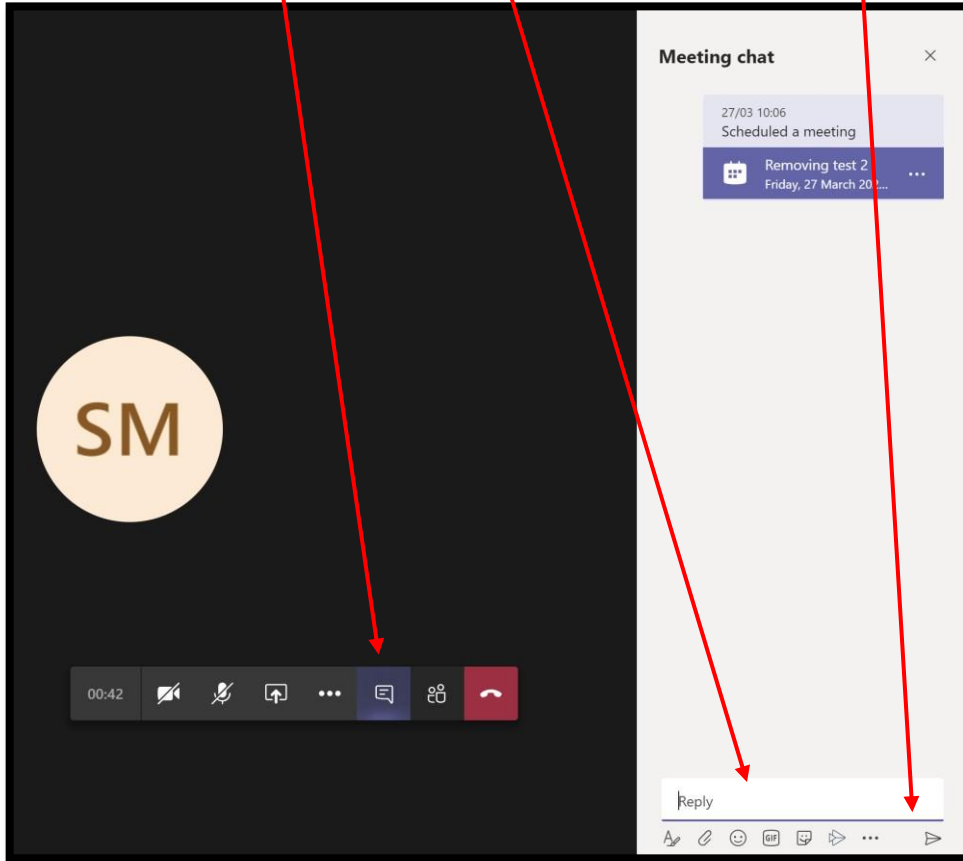 Meeting chat
27/03 10:06
Scheduled a meeting
Removing test 2
Friday, 27 March 202...
SM
00:42
Reply
GIF